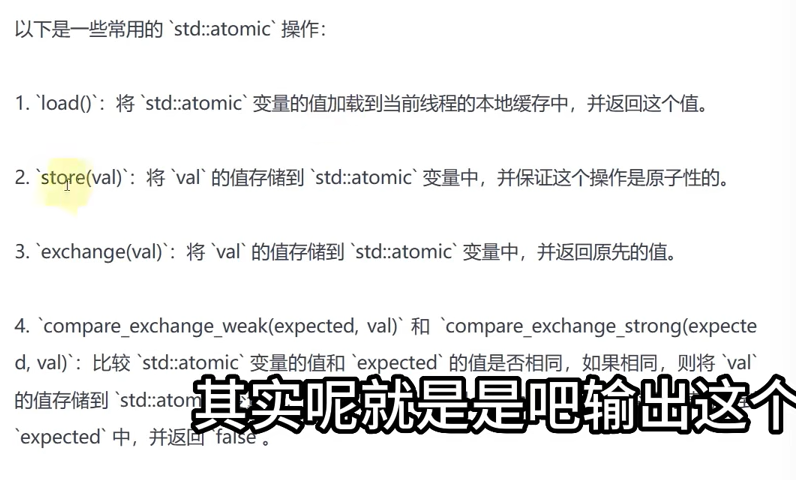 以下是一些常用的 `std::atomic` 操作：
1. `load()`：将 `std::atomic` 变量的值加载到当前线程的本地缓存中，并返回这个值。
2. `store(val)`：将 `val` 的值存储到 `std::atomic` 变量中，并保证这个操作是原子性的。
3. `exchange(val)`：将 `val` 的值存储到 `std::atomic` 变量中，并返回原先的值。
4. `compare_exchange_weak(expected, val)` 和 `compare_exchange_strong(expecte
d, val)`：比较 `std::atomic` 变量的值和 `expected` 的值是否相同，如果相同，则将 `val`
的值存储到 `std::atom
其实呢就是是吧输出这个
`expected` 中，并返回 `false`。